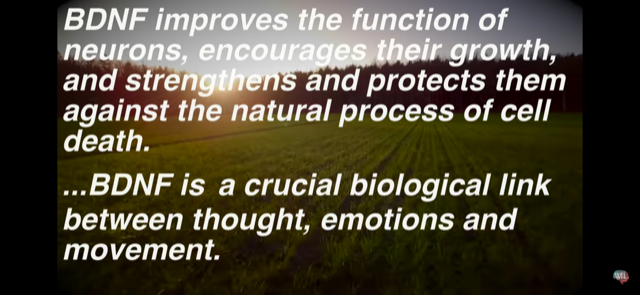 BDNF improves the function of
neurons, encourages their growth,
and strengthens and protects them
against the natural process of cell
death.
...BDNF is a crucial biological link
between thought, emotions and
movement.